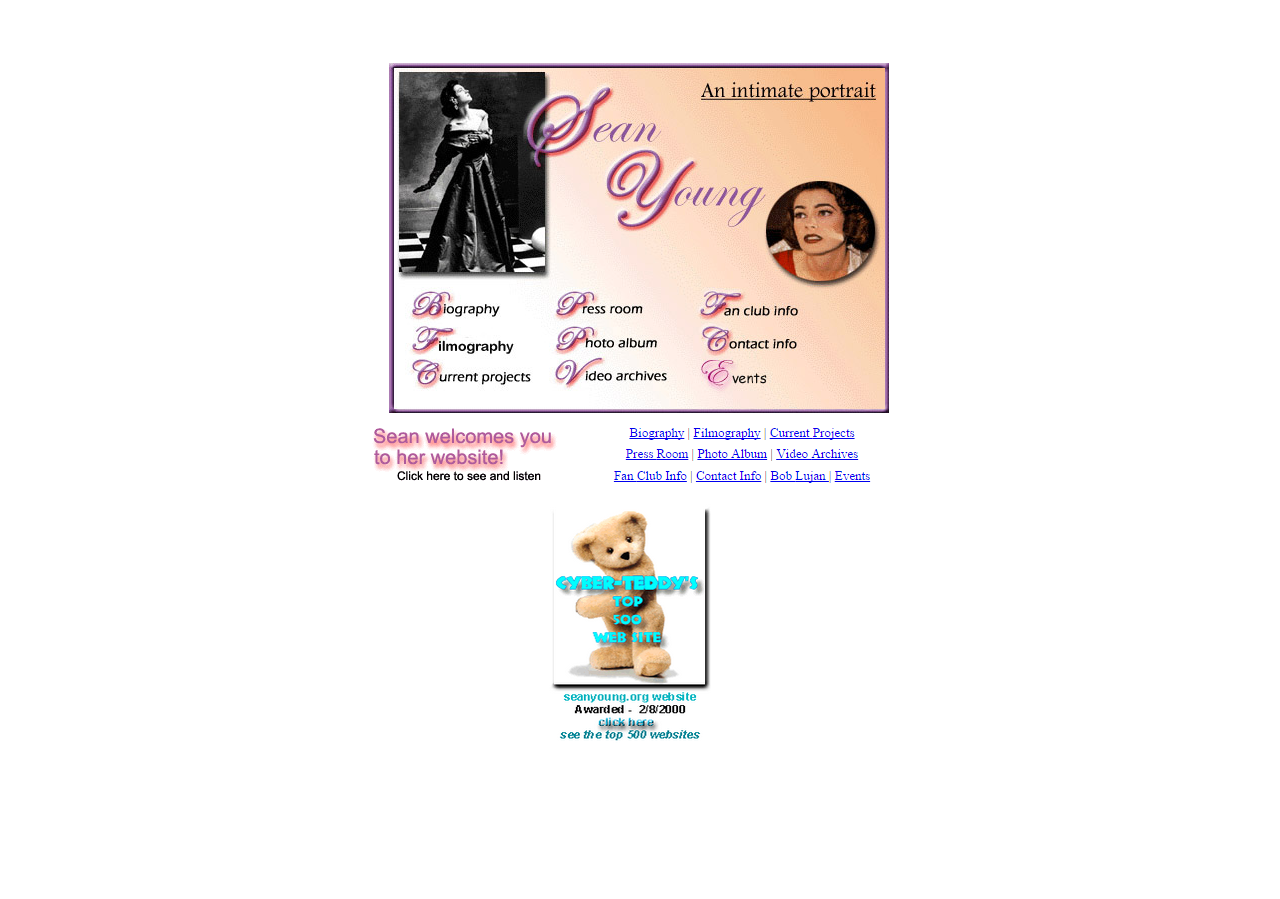 An intimate portrait
Sean
Young
Biography
Press room
Fan club info
Filmography
Photo album
Contact info
Current projects
Video archives
Events
Sean welcomes you
to her website!
Click here to see and listen
Biography | Filmography | Current Projects
Press Room | Photo Album | Video Archives
Fan Club Info | Contact Info | Bob Lujan | Events
CYBER-TEDDY'S
TOP
500
WEB SITE
seanyoung.org website
Awarded - 2/8/2000
click here
see the top 500 websites